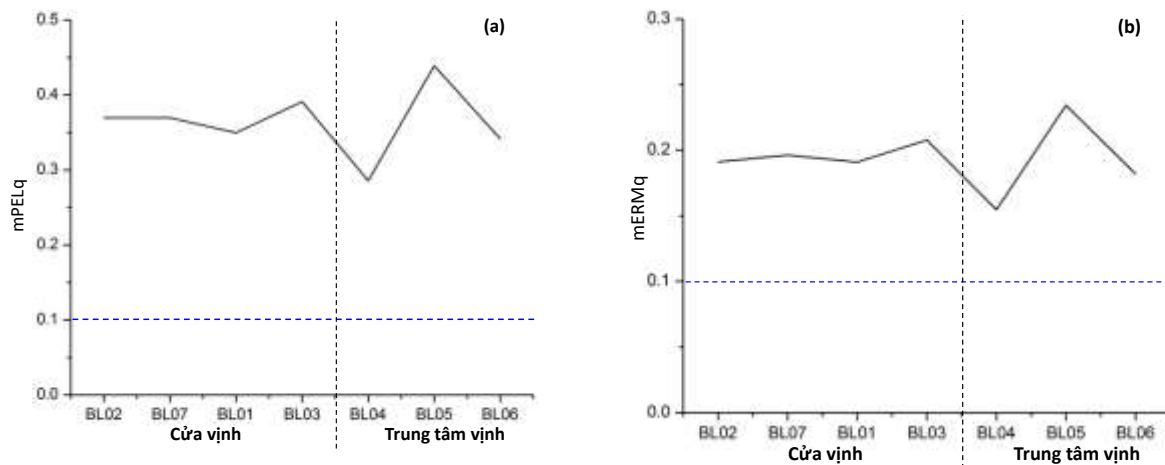 (a)
mPELq
0.5
0.4
0.3
0.2
0.1
0.0
BL02 BL07 BL01 BL03 BL04 BL05 BL06
Cửa vịnh Trung tâm vịnh
(b)
mERMq
0.3
0.2
0.1
0.0
BL02 BL07 BL01 BL03 BL04 BL05 BL06
Cửa vịnh Trung tâm vịnh